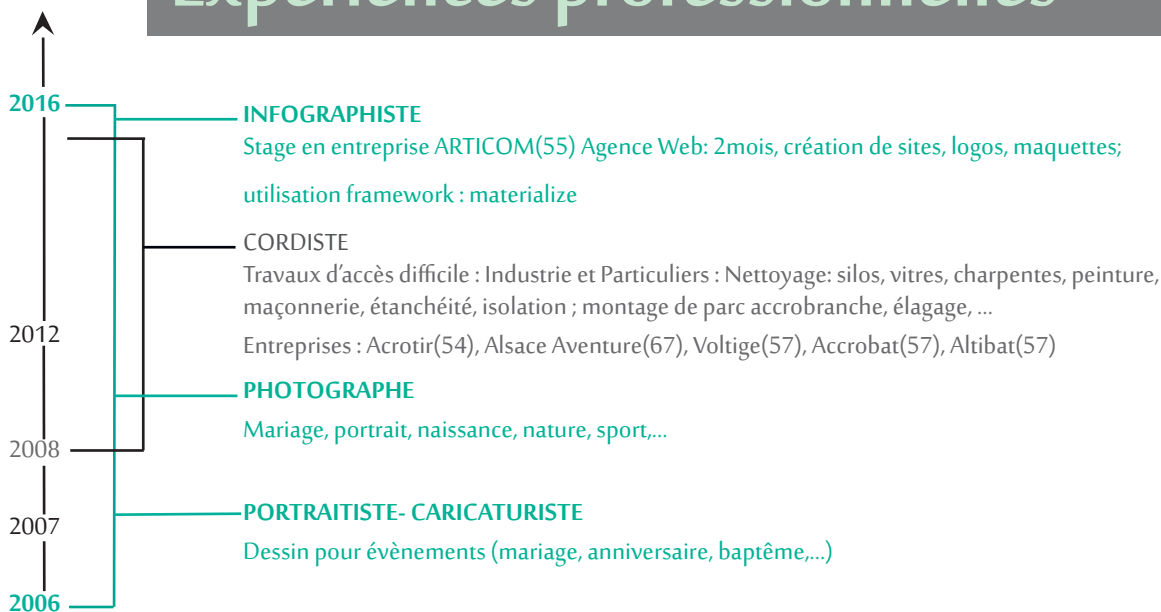 Expériences professionnelles
2016
INFOGRAPHISTE
Stage en entreprise ARTICOM(55) Agence Web: 2mois, création de sites, logos, maquettes;
utilisation framework : materialize
CORDISTE
Travaux d'accès difficile : Industrie et Particuliers : Nettoyage: silos, vitres, charpentes, peinture,
maçonnerie, étanchéité, isolation ; montage de parc accrobranche, élagage, ...
2012
Entreprises : Acrotir(54), Alsace Aventure(67), Voltige(57), Accrobat(57), Altibat(57)
PHOTOGRAPHE
Mariage, portrait, naissance, nature, sport,...
2008
PORTRAITISTE- CARICATURISTE
2007
Dessin pour évènements (mariage, anniversaire, baptême,...)
2006